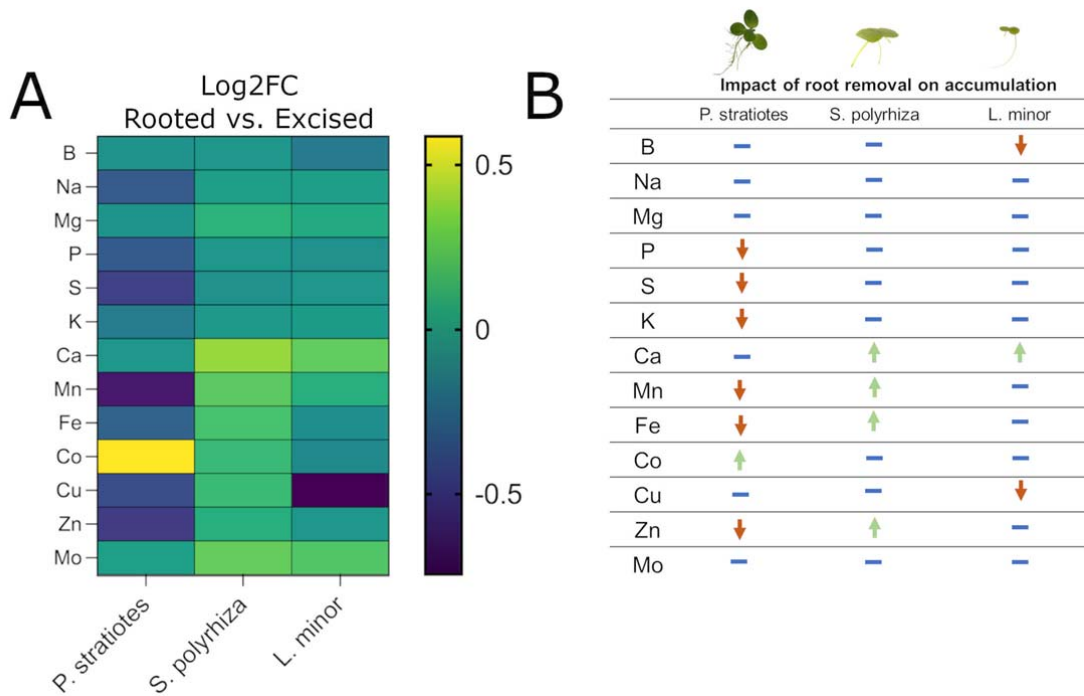 A
Log2FC
Rooted vs. Excised
B
Na
Mg
P
S
K
Ca
Mn
Fe
Co
Cu
Zn
Mo
P. stratiotes
S. polyrhiza
L. minor
0.5
0
-0.5
B
Impact of root removal on accumulation
P. stratiotes S. polyrhiza L. minor
B
Na
Mg
P
S
K
Ca
Mn
Fe
Co
Cu
Zn
Mo